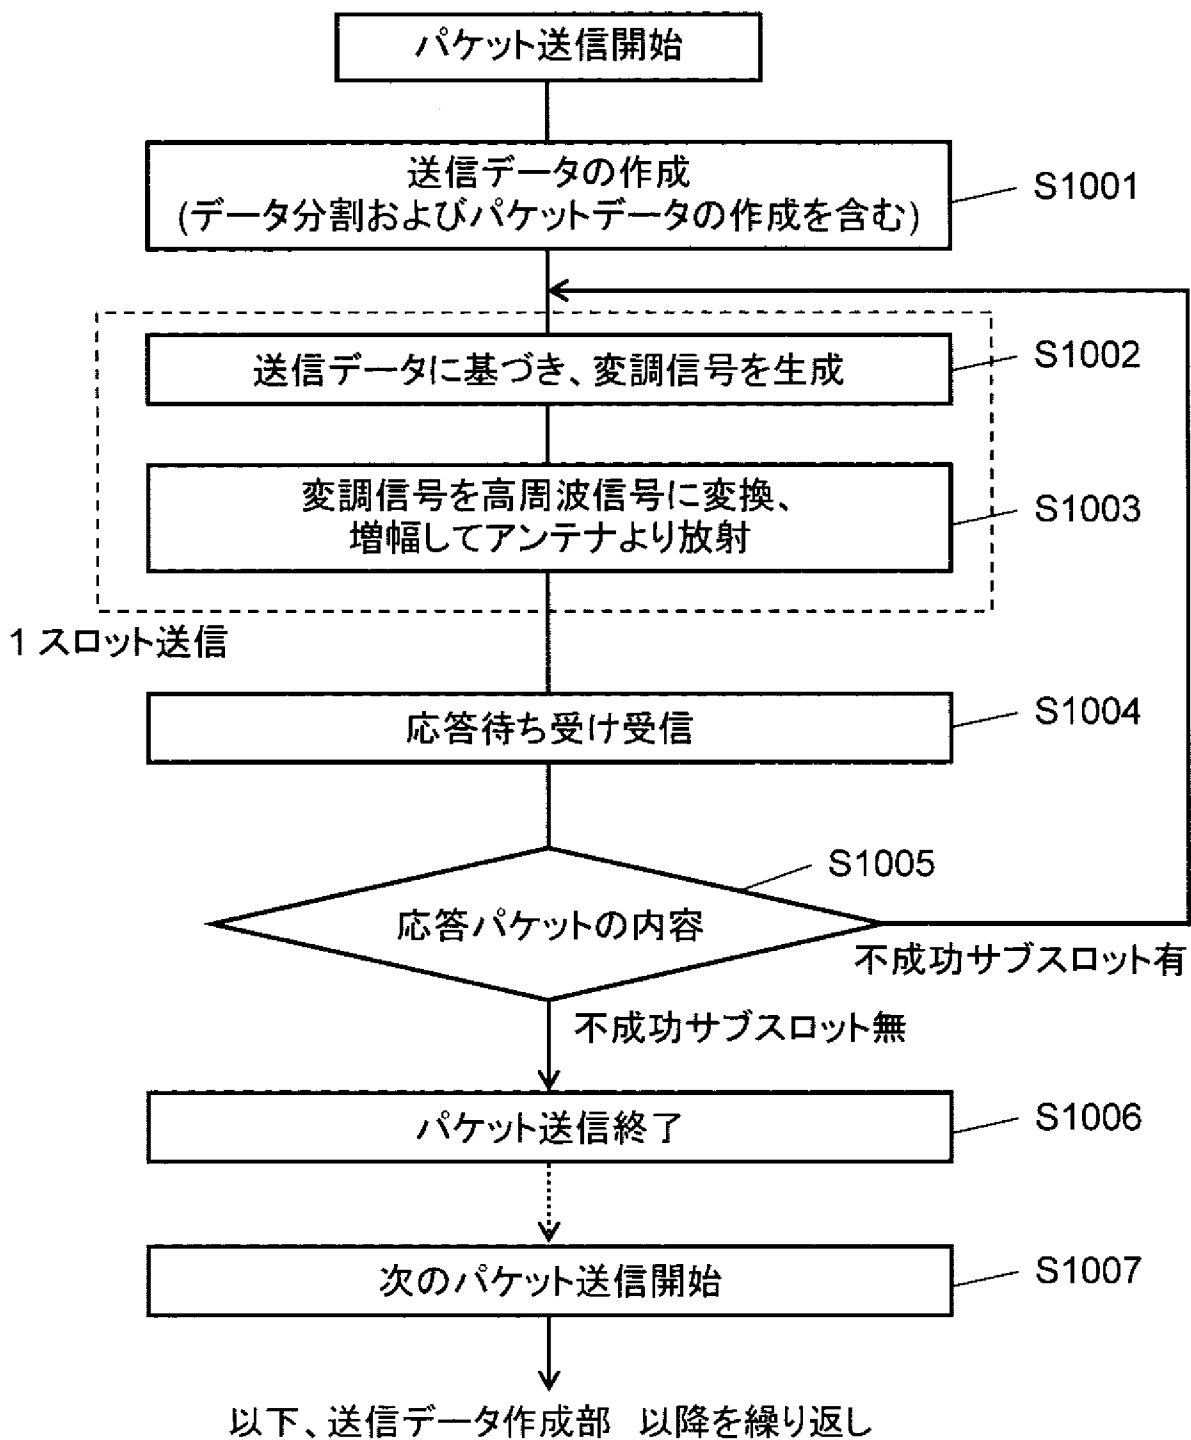 パケット送信開始
送信データの作成
(データ分割およびパケットデータの作成を含む)
S1001
送信データに基づき、変調信号を生成
S1002
変調信号を高周波信号に変換、
増幅してアンテナより放射
S1003
1スロット送信
応答待ち受け受信
S1004
S1005
応答パケットの内容
不成功サブスロット有
不成功サブスロット無
パケット送信終了
S1006
次のパケット送信開始
S1007
以下、送信データ作成部 以降を繰り返し